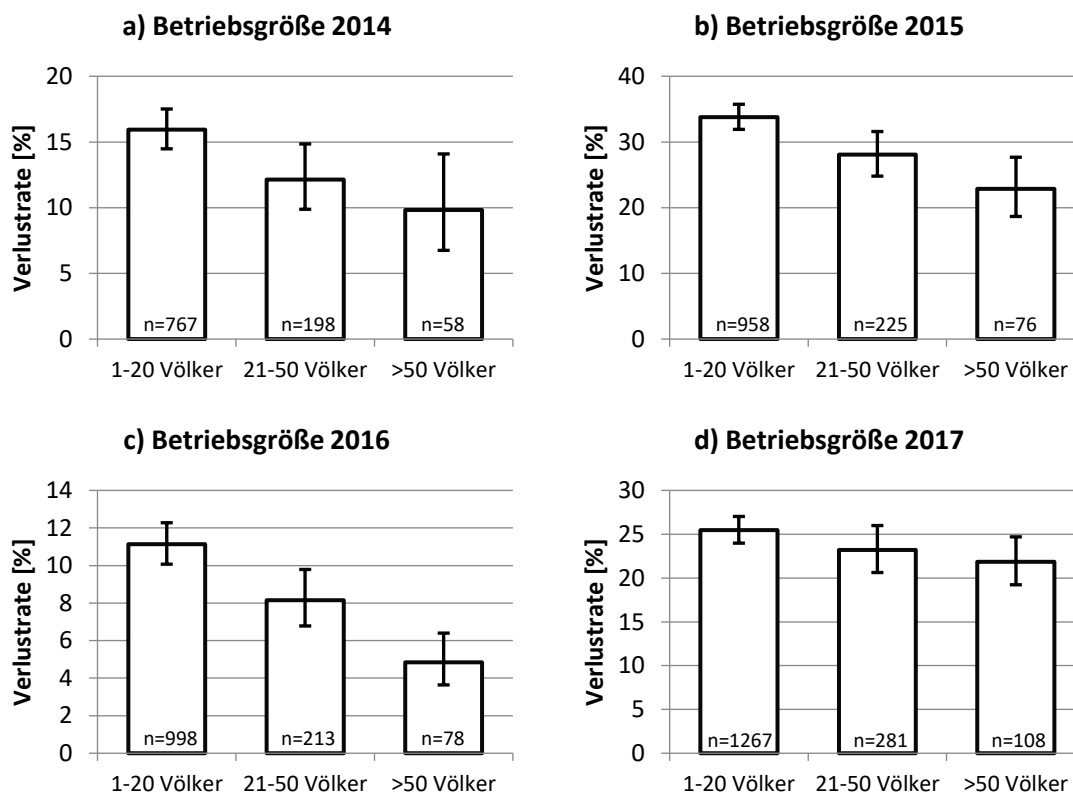 a) Betriebsgröße 2014
Verlustrate [%]
20
15
10
5
0
n=767
n=198
n=58
1-20 Völker
21-50 Völker
>50 Völker
b) Betriebsgröße 2015
Verlustrate [%]
40
30
20
10
0
n=958
n=225
n=76
1-20 Völker
21-50 Völker
>50 Völker
c) Betriebsgröße 2016
Verlustrate [%]
14
12
10
8
6
4
2
0
n=998
n=213
n=78
1-20 Völker
21-50 Völker
>50 Völker
d) Betriebsgröße 2017
Verlustrate [%]
30
25
20
15
10
5
0
n=1267
n=281
n=108
1-20 Völker
21-50 Völker
>50 Völker